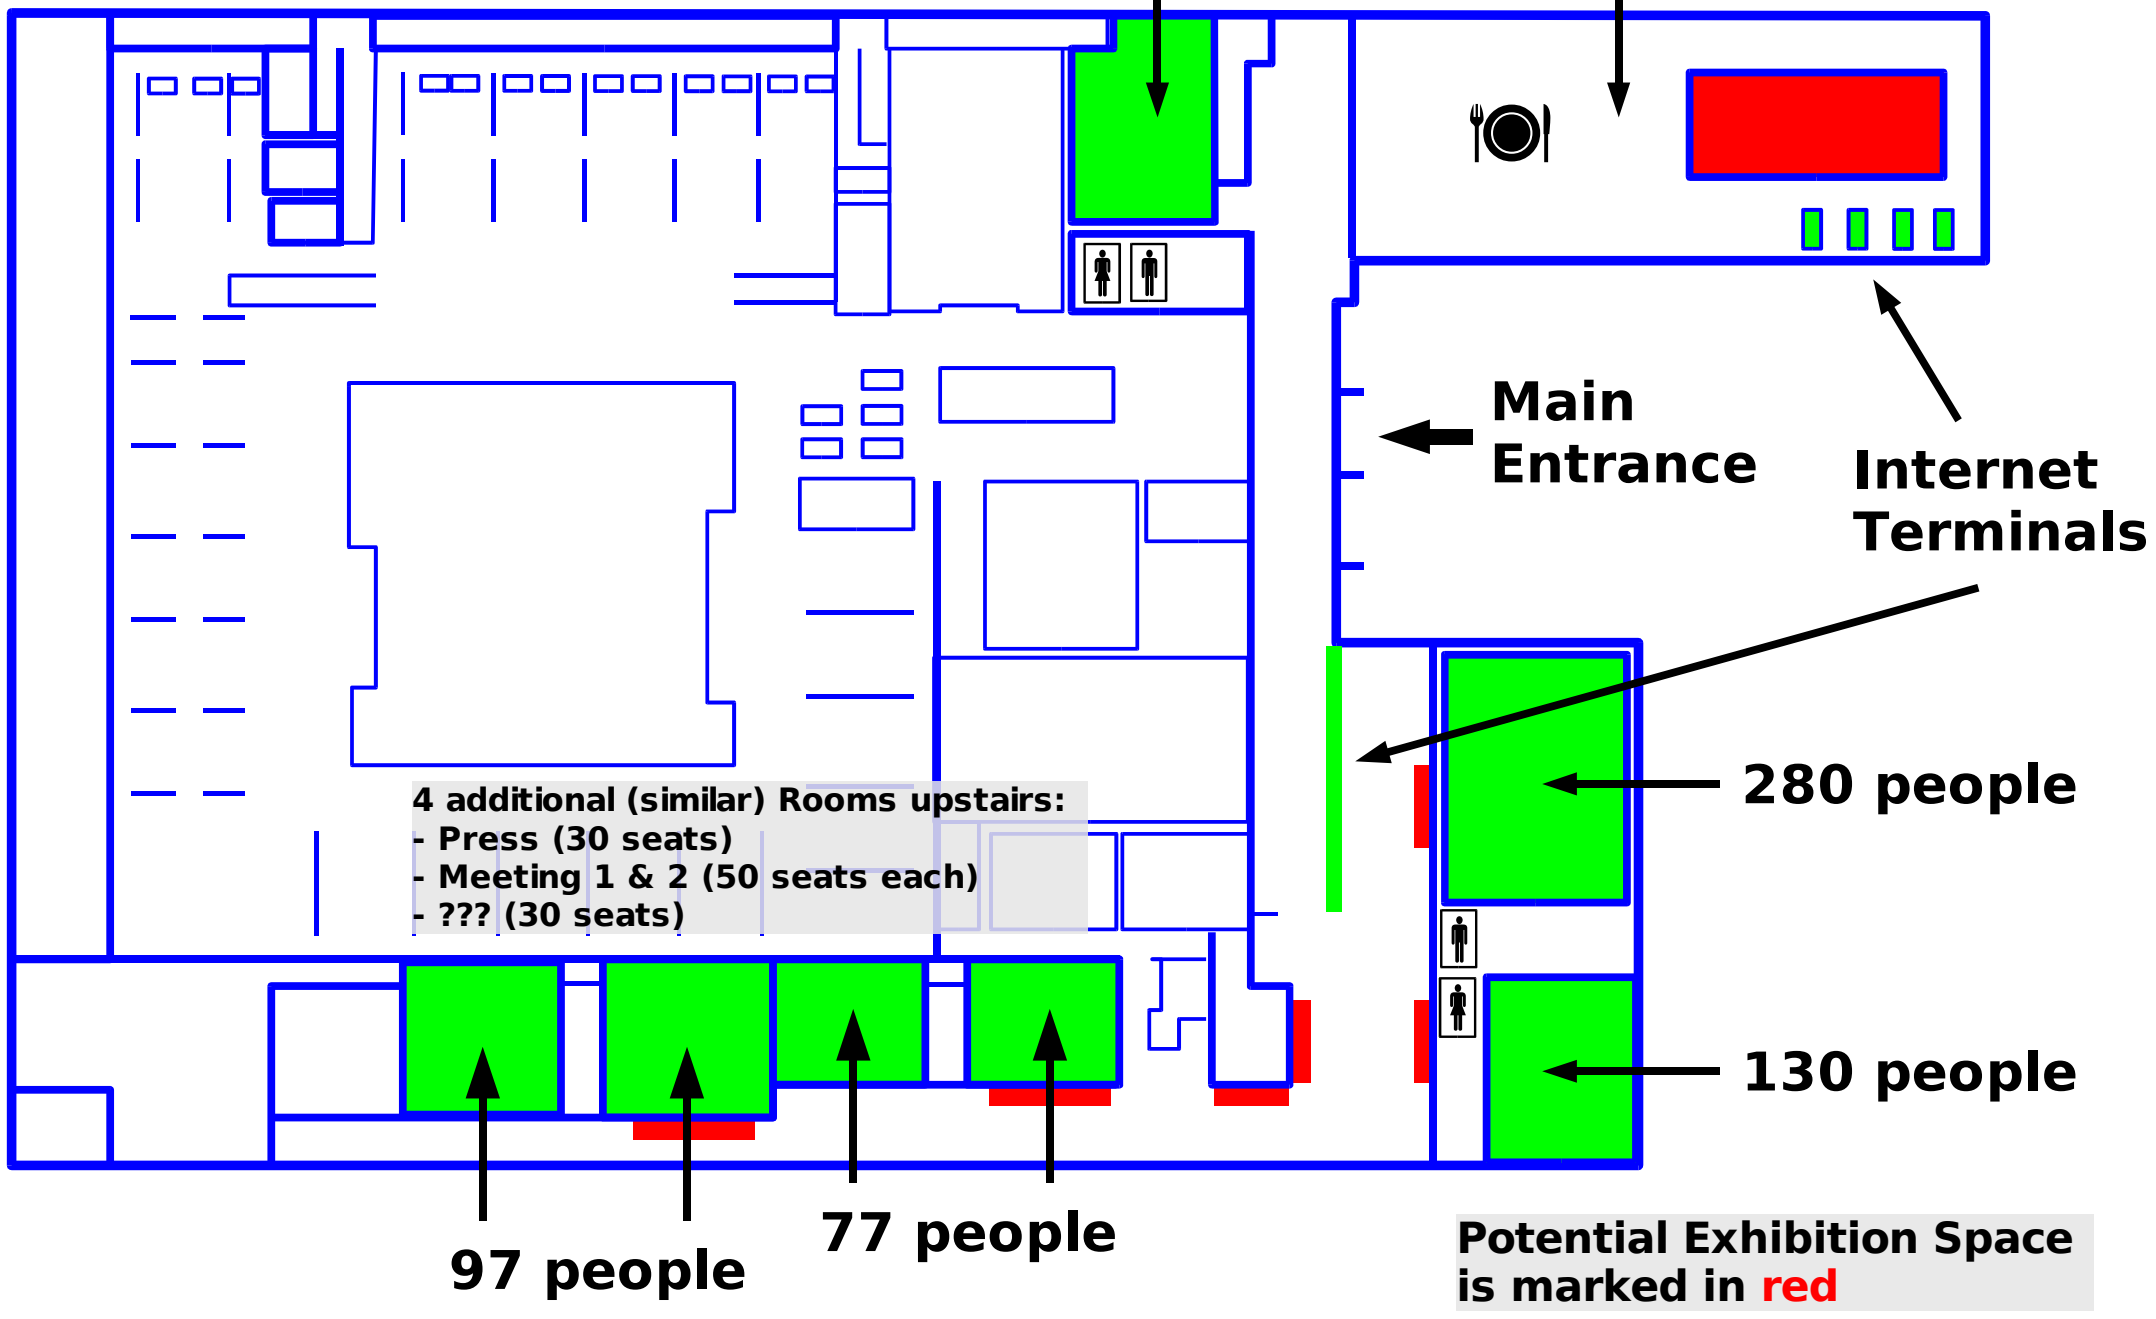 Main
Entrance
Internet
Terminals
280 people
4 additional (similar) Rooms upstairs:
- Press (30 seats)
- Meeting 1 & 2 (50 seats each)
- ??? (30 seats)
130 people
77 people
97 people
Potential Exhibition Space
is marked in red